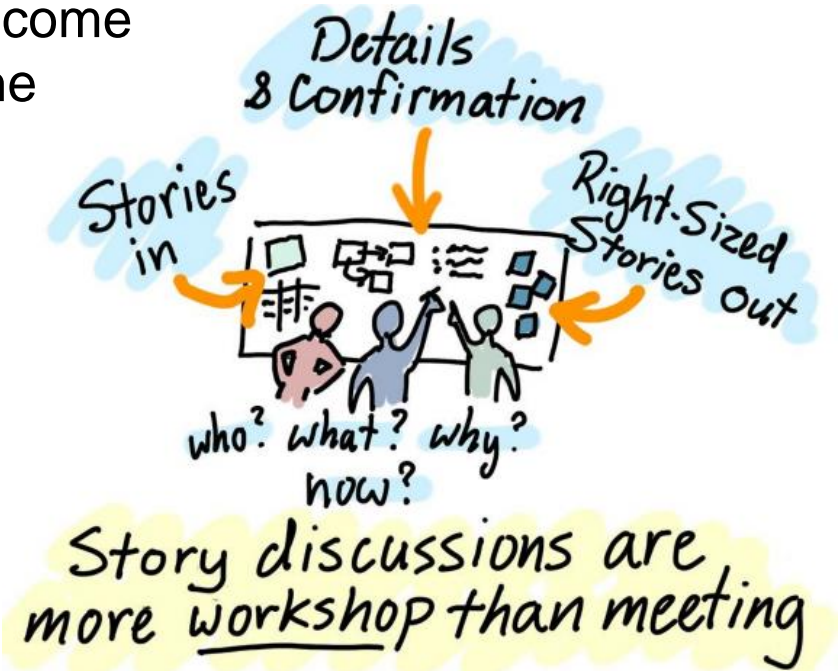 come
ne
Details
& Confirmation
Stories
in
Right-Sized
Stories out
who? what? why?
how?
Story discussions are
more workshop than meeting